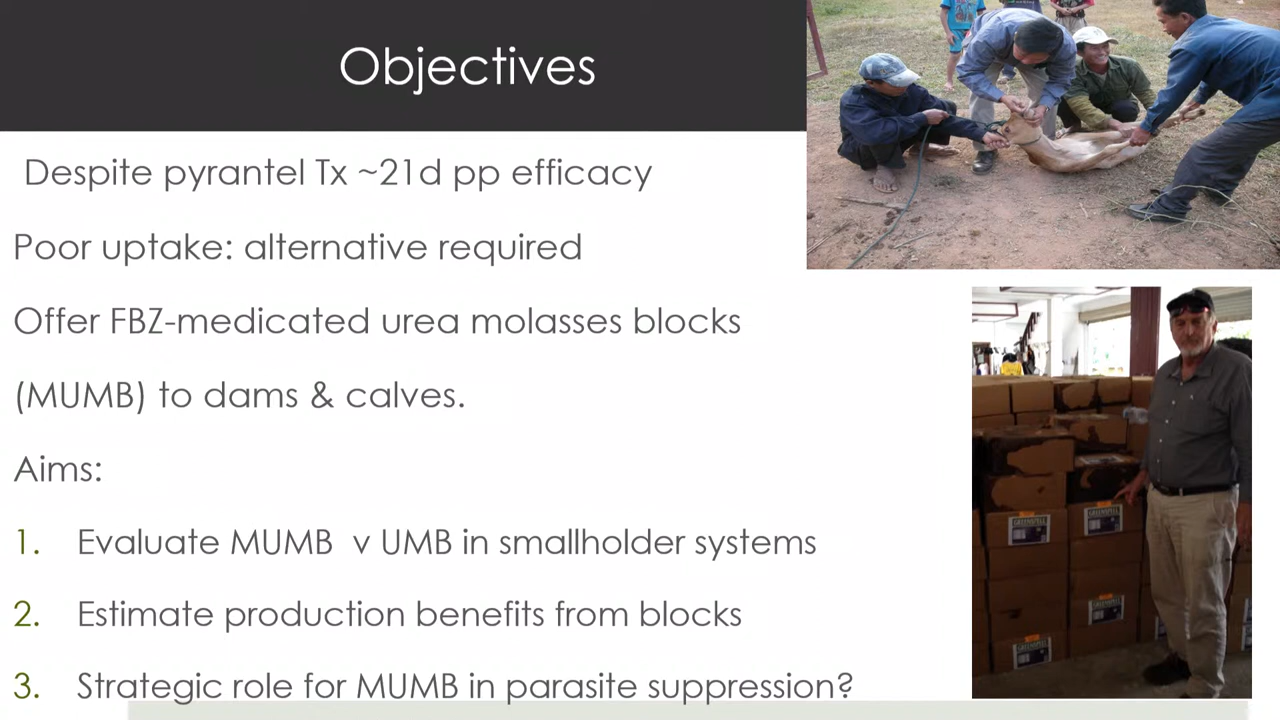 Objectives
Despite pyrantel Tx ~21d pp efficacy
Poor uptake: alternative required
Offer FBZ-medicated urea molasses blocks
(MUMB) to dams & calves.
Aims:
1. Evaluate MUMB v UMB in smallholder systems
2. Estimate production benefits from blocks
3. Strategic role for MUMB in parasite suppression?